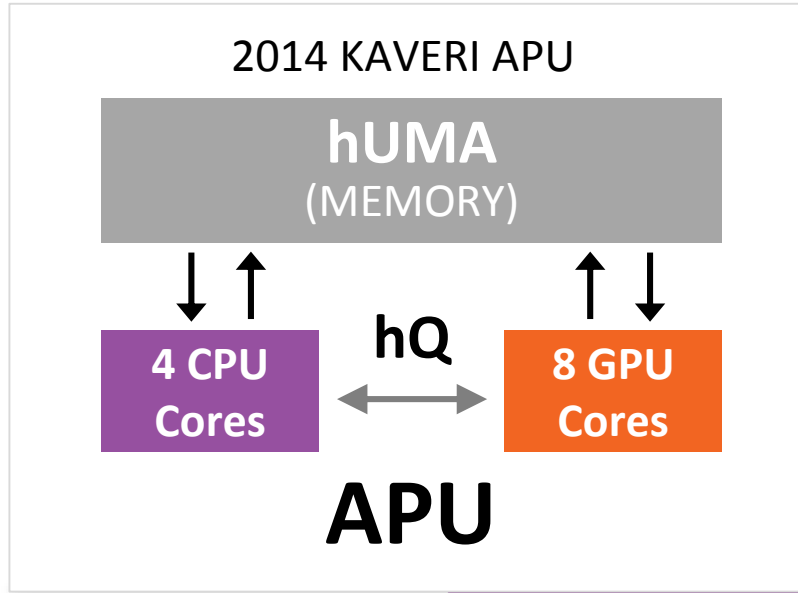 2014 KAVERI APU
hUMA
(MEMORY)
hQ
4 CPU
Cores
8 GPU
Cores
APU